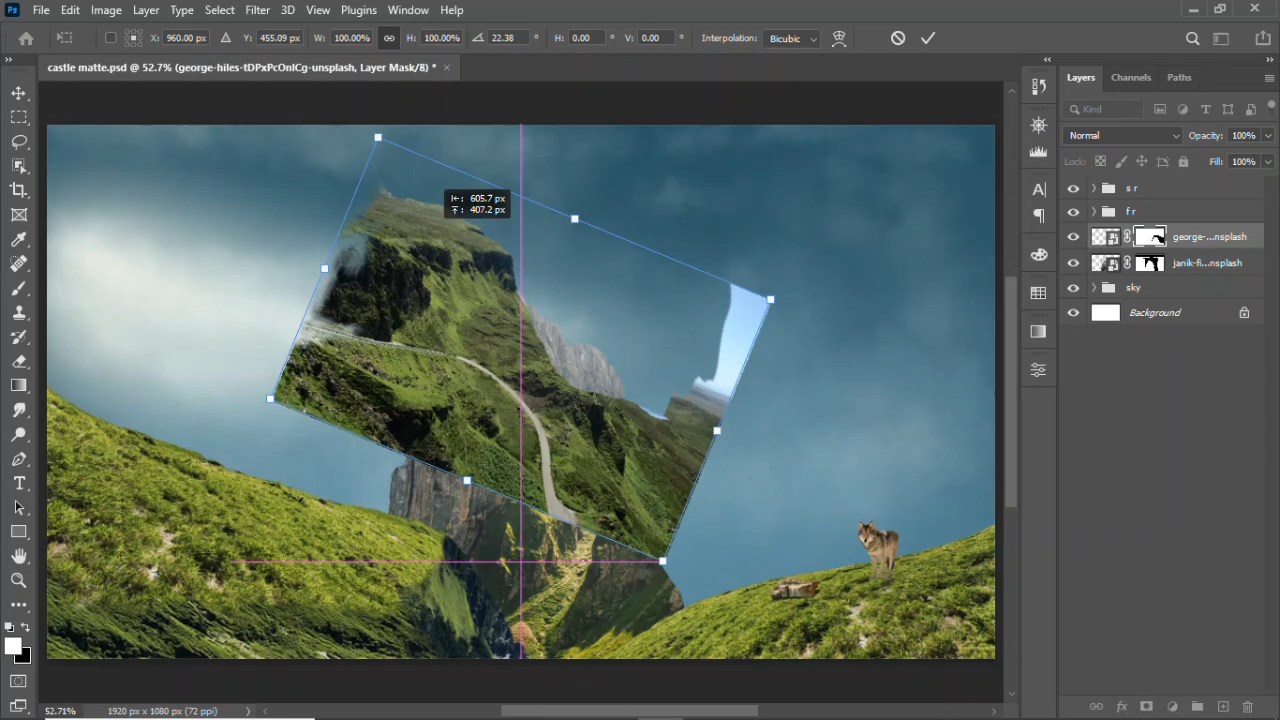 Ps File Edit Image Layer Type Select Filter 3D View Plugins Window Help
X: 960.00 px Y: 455.09 px W: 100.00% H: 100.00% 22.38 ° H: 0.00 ° V: 0.00 ° Interpolation: Bicubic
castle matte.psd @ 52.7% (george-hiles-tDPxPcOnICg-unsplash, Layer Mask/8) * ×
Layers Channels Paths
Kind
Normal Opacity: 100%
Lock: Fill: 100%
s r
605.7 px
407.2 px
f r
george-...nsplash
janik-fi...nsplash
sky
Background
52.71% 1920 px x 1080 px (72 ppi)